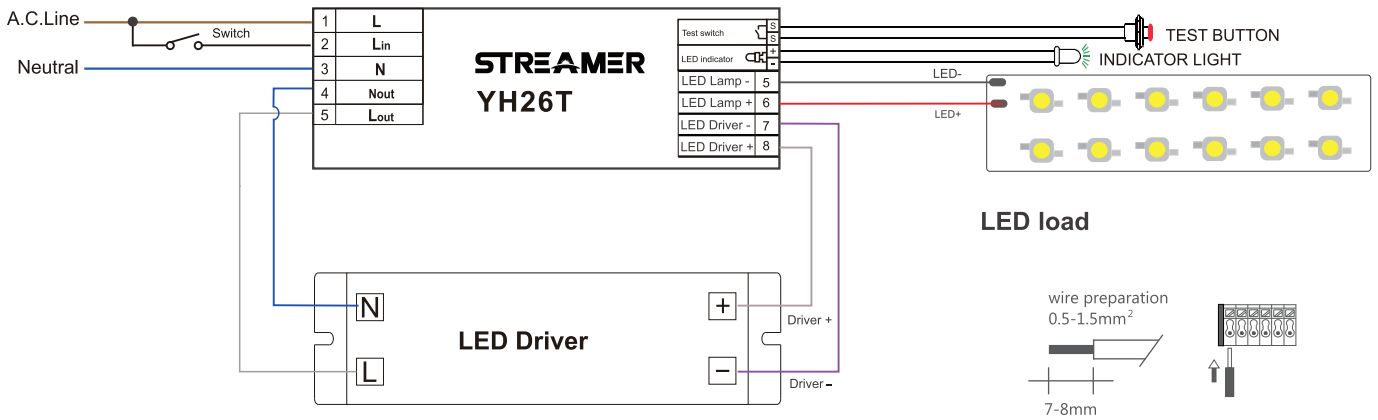 A.C.Line
Switch
Neutral
1 L
2 Lin
3 N
4 Nout
5 Lout
STREAMER
YH26T
Test switch S
S
LED indicator +
-
LED Lamp - 5
LED Lamp + 6
LED Driver - 7
LED Driver + 8
TEST BUTTON
INDICATOR LIGHT
LED-
LED+
LED load
N
L
LED Driver
+
−
Driver +
Driver −
wire preparation
0.5-1.5mm²
7-8mm